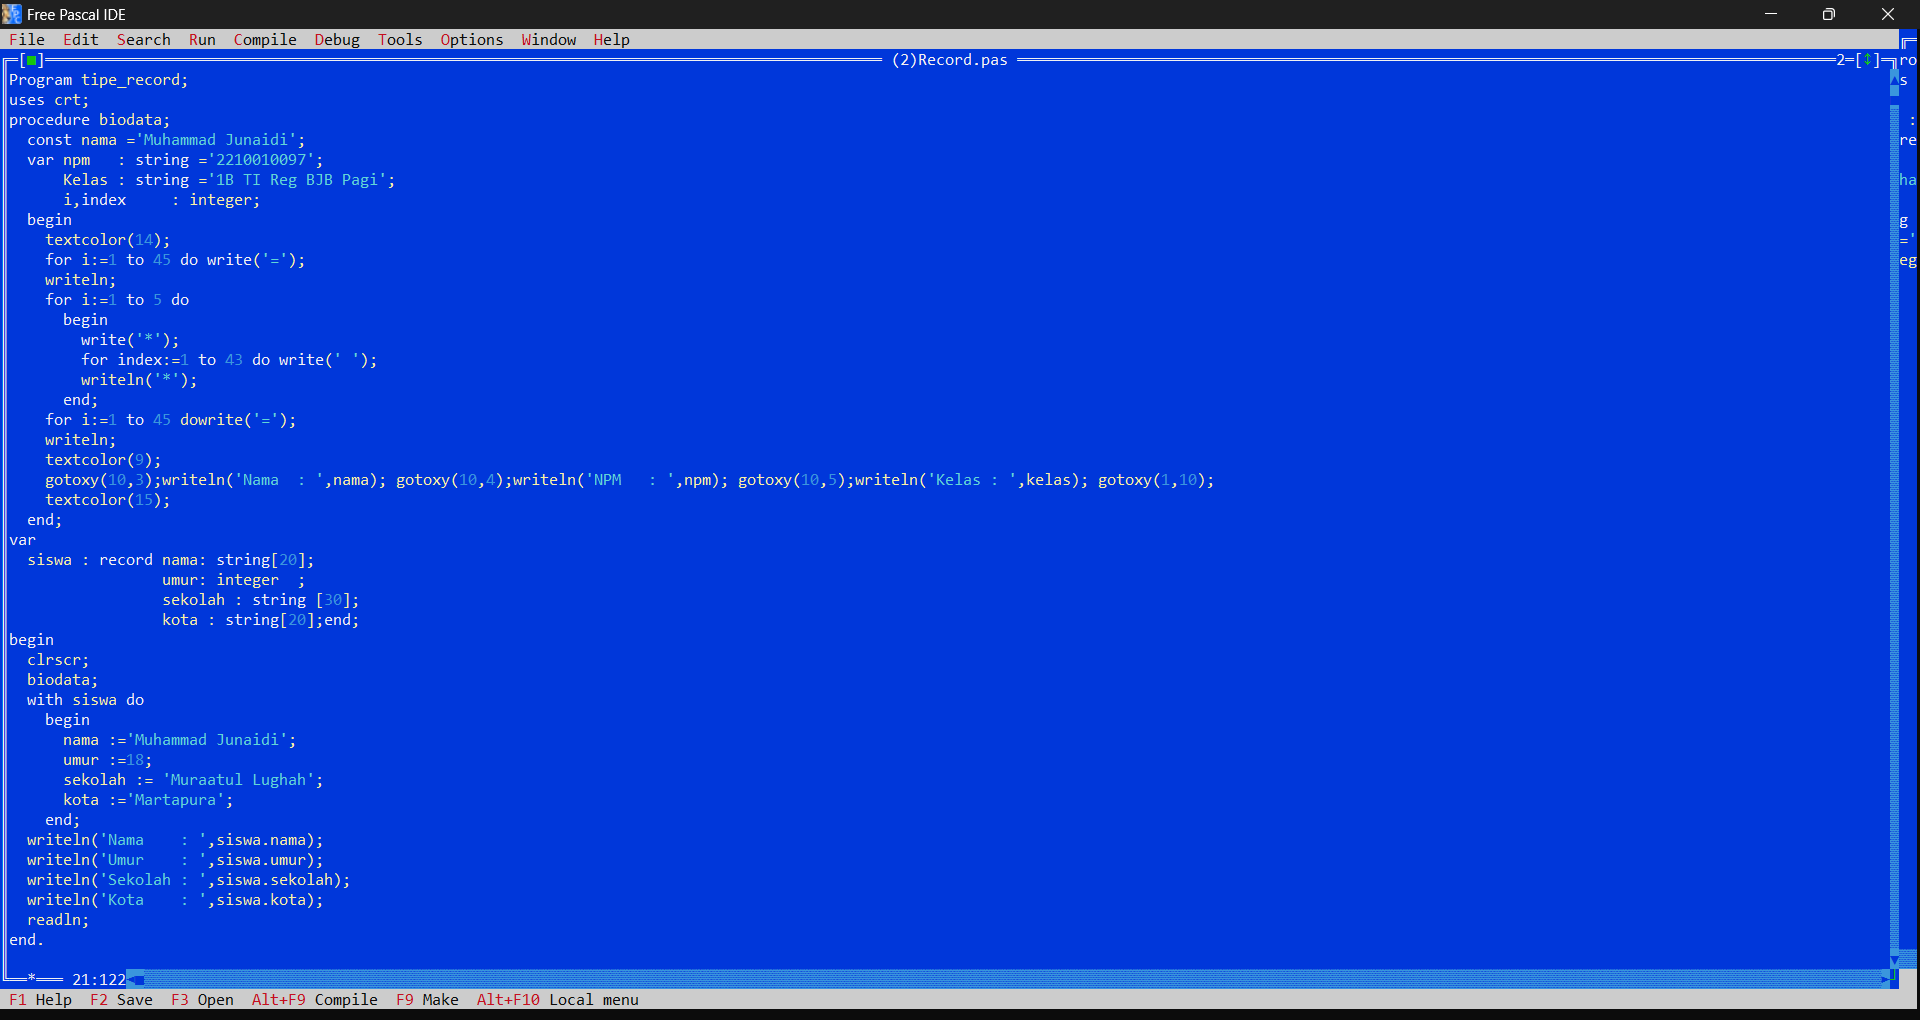 Free Pascal IDE
File Edit Search Run Compile Debug Tools Options Window Help
[■] (2)Record.pas 2=[↕] ro
Program tipe_record; s
uses crt;
procedure biodata; :
  const nama ='Muhammad Junaidi'; re
  var npm   : string ='2210010097';
      Kelas : string ='1B TI Reg BJB Pagi'; ha
      i,index     : integer;
  begin g
    textcolor(14); ='
    for i:=1 to 45 do write('='); eg
    writeln;
    for i:=1 to 5 do
      begin
        write('*');
        for index:=1 to 43 do write(' ');
        writeln('*');
      end;
    for i:=1 to 45 dowrite('=');
    writeln;
    textcolor(9);
    gotoxy(10,3);writeln('Nama  : ',nama); gotoxy(10,4);writeln('NPM   : ',npm); gotoxy(10,5);writeln('Kelas : ',kelas); gotoxy(1,10);
    textcolor(15);
  end;
var
  siswa : record nama: string[20];
                 umur: integer  ;
                 sekolah : string [30];
                 kota : string[20];end;
begin
  clrscr;
  biodata;
  with siswa do
    begin
      nama :='Muhammad Junaidi';
      umur :=18;
      sekolah := 'Muraatul Lughah';
      kota :='Martapura';
    end;
  writeln('Nama    : ',siswa.nama);
  writeln('Umur    : ',siswa.umur);
  writeln('Sekolah : ',siswa.sekolah);
  writeln('Kota    : ',siswa.kota);
  readln;
end.
* 21:122
F1 Help F2 Save F3 Open Alt+F9 Compile F9 Make Alt+F10 Local menu